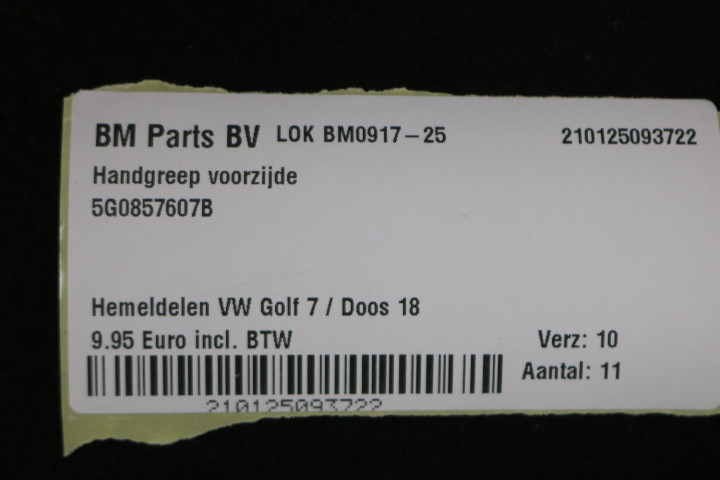 BM Parts BV LOK BM0917-25 210125093722
Handgreep voorzijde
5G0857607B
Hemeldelen VW Golf 7 / Doos 18
9.95 Euro incl. BTW Verz: 10
Aantal: 11
210125093722